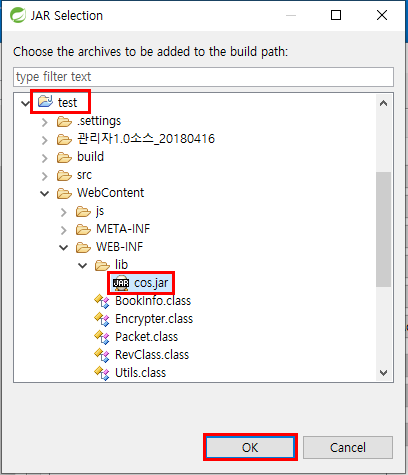 JAR Selection
Choose the archives to be added to the build path:
type filter text
test
.settings
관리자1.0소스_20180416
build
src
WebContent
js
META-INF
WEB-INF
lib
JAR cos.jar
BookInfo.class
Encrypter.class
Packet.class
RevClass.class
Utils.class
OK Cancel